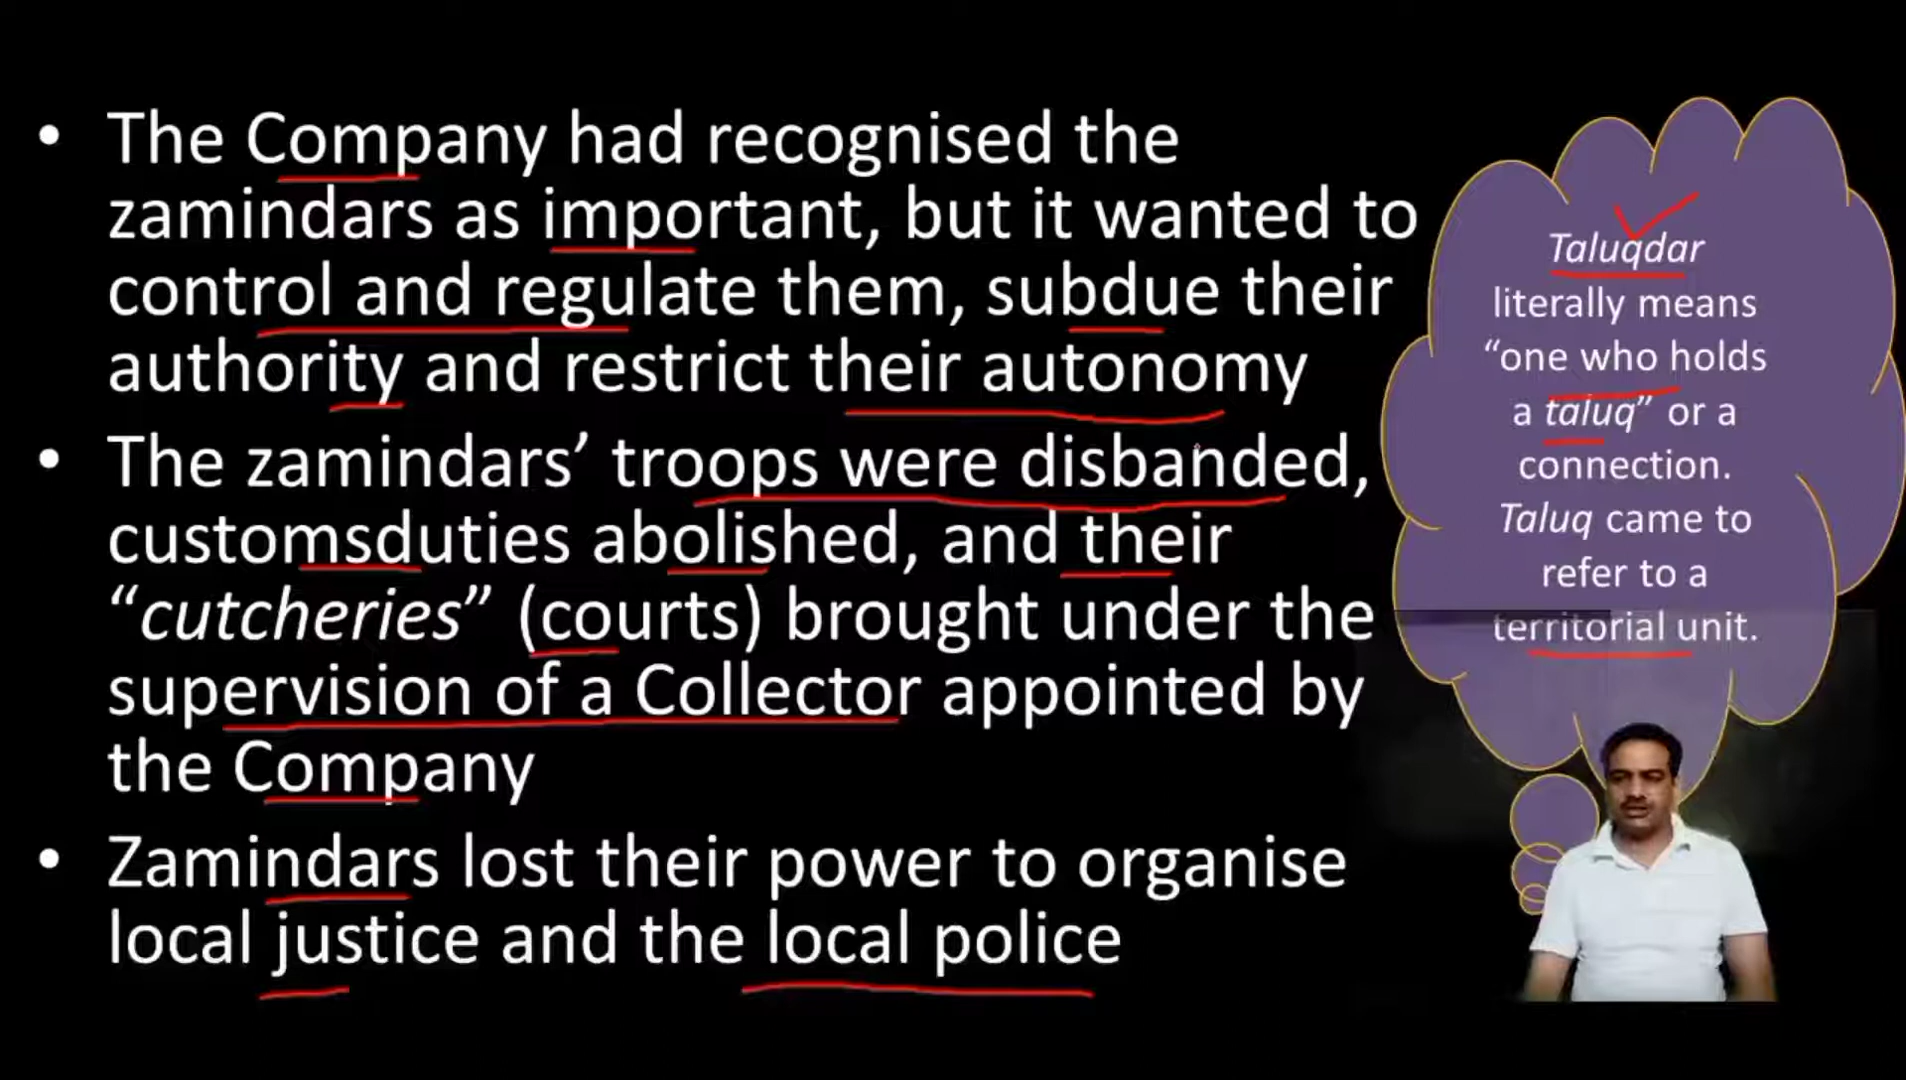 • The Company had recognised the
zamindars as important, but it wanted to
control and regulate them, subdue their
authority and restrict their autonomy
• The zamindars’ troops were disbanded,
customsduties abolished, and their
“cutcheries” (courts) brought under the
supervision of a Collector appointed by
the Company
• Zamindars lost their power to organise
local justice and the local police
Taluqdar
literally means
“one who holds
a taluq” or a
connection.
Taluq came to
refer to a
territorial unit.